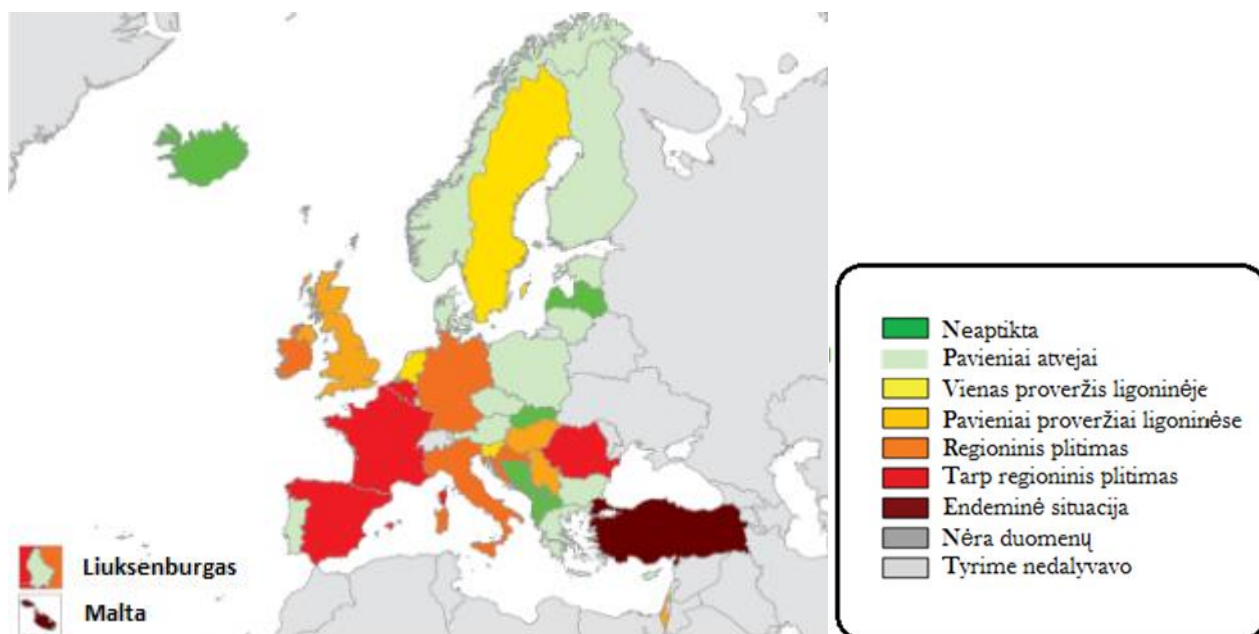 Liuksenburgas
Malta
Neaptikta
Pavieniai atvejai
Vienas proveržis ligoninėje
Pavieniai proveržiai ligoninėse
Regioninis plitimas
Tarp regioninis plitimas
Endeminė situacija
Nėra duomenų
Tyrime nedalyvavo